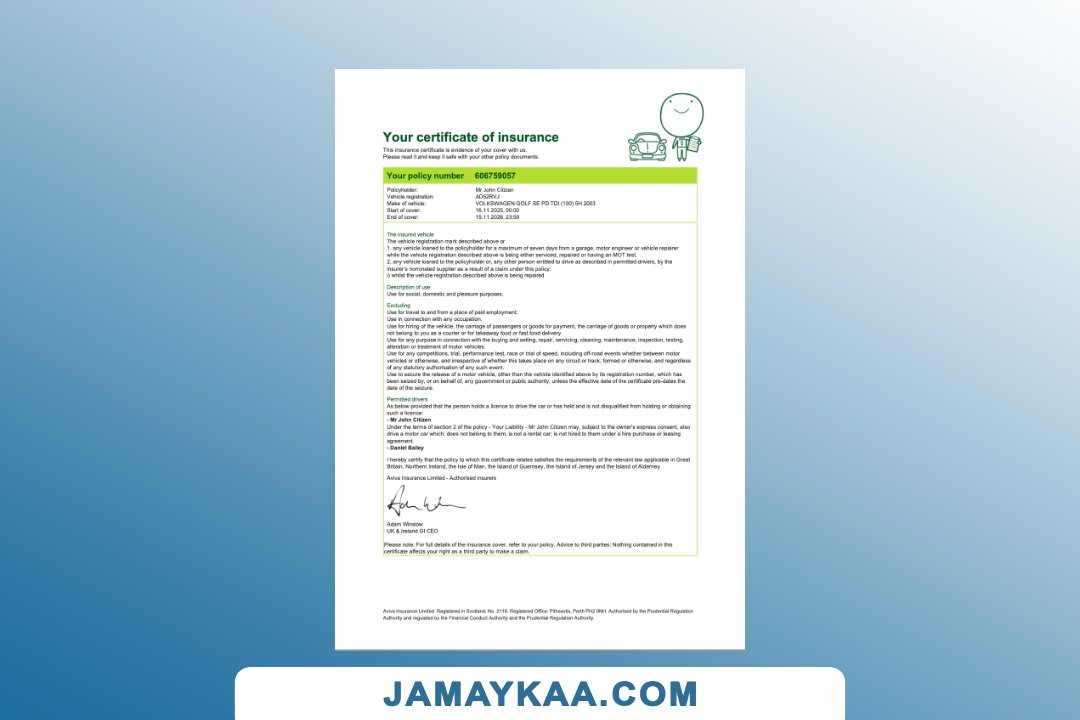 Your certificate of insurance
This insurance certificate is evidence of your cover with us.
Please read it and keep it safe with your other policy documents.
Your policy number 606759057
Policyholder: Mr John Citizen
Vehicle registration: AD52RVJ
Make of vehicle: VOLKSWAGEN GOLF SE PD TDI (100) 5H 2003
Start of cover: 16.11.2025, 00:00
End of cover: 15.11.2026, 23:59
The insured vehicle
The vehicle registration mark described above or
1. any vehicle loaned to the policyholder for a maximum of seven days from a garage, motor engineer or vehicle repairer
while the vehicle registration described above is being either serviced, repaired or having an MOT test.
2. any vehicle loaned to the policyholder or, any other person entitled to drive as described in permitted drivers, by the
insurer's nominated supplier as a result of a claim under this policy:
i) whilst the vehicle registration described above is being repaired
Description of use
Use for social, domestic and pleasure purposes.
Excluding
Use for travel to and from a place of paid employment.
Use in connection with any occupation.
Use for hiring of the vehicle, the carriage of passengers or goods for payment, the carriage of goods or property which does
not belong to you as a courier or for takeaway food or fast food delivery.
Use for any purpose in connection with the buying and selling, repair, servicing, cleaning, maintenance, inspection, testing,
alteration or treatment of motor vehicles.
Use for any competitions, trial, performance test, race or trial of speed, including off-road events whether between motor
vehicles or otherwise, and irrespective of whether this takes place on any circuit or track, formed or otherwise, and regardless
of any statutory authorisation of any such event.
Use to secure the release of a motor vehicle, other than the vehicle identified above by its registration number, which has
been seized by, or on behalf of, any government or public authority, unless the effective date of the certificate pre-dates the
date of the seizure.
Permitted drivers
As below provided that the person holds a licence to drive the car or has held and is not disqualified from holding or obtaining
such a licence:
- Mr John Citizen
Under the terms of section 2 of the policy - Your Liability - Mr John Citizen may, subject to the owner's express consent, also
drive a motor car which: does not belong to them; is not a rental car; is not hired to them under a hire purchase or leasing
agreement.
- Daniel Bailey
I hereby certify that the policy to which this certificate relates satisfies the requirements of the relevant law applicable in Great
Britain, Northern Ireland, the Isle of Man, the Island of Guernsey, the Island of Jersey and the Island of Alderney
Aviva Insurance Limited - Authorised Insurers
Adam Winslow
UK & Ireland GI CEO
Please note: For full details of the insurance cover, refer to your policy. Advice to third parties: Nothing contained in this
certificate affects your right as a third party to make a claim.
Aviva Insurance Limited. Registered in Scotland, No. 2116. Registered Office: Pitheavlis, Perth PH2 0NH. Authorised by the Prudential Regulation
Authority and regulated by the Financial Conduct Authority and the Prudential Regulation Authority.
JAMAYKAA.COM